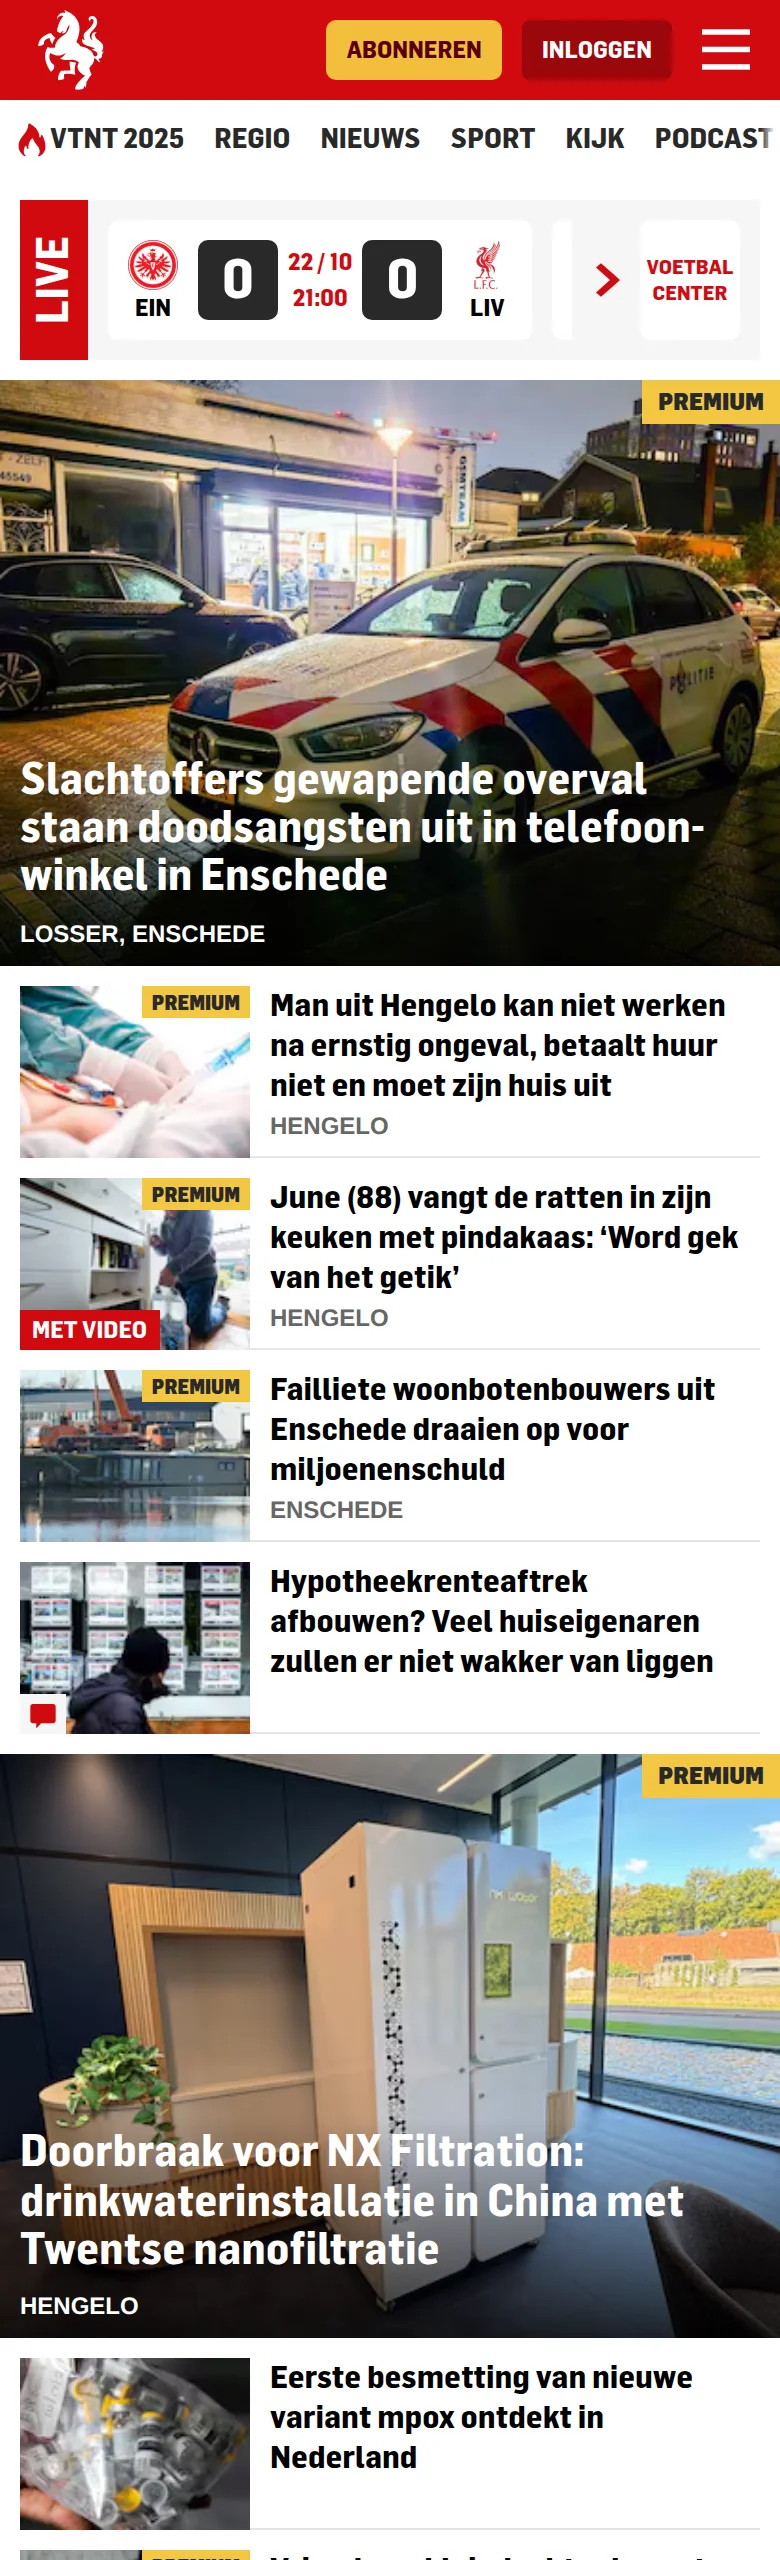 ABONNEREN
INLOGGEN
VTNT 2025
REGIO
NIEUWS
SPORT
KIJK
PODCAST
LIVE
EIN
0
22 / 10
21:00
0
L.F.C.
LIV
VOETBAL
CENTER
PREMIUM
POLITIE
Slachtoffers gewapende overval
staan doodsangsten uit in telefoon-
winkel in Enschede
LOSSER, ENSCHEDE
PREMIUM
Man uit Hengelo kan niet werken
na ernstig ongeval, betaalt huur
niet en moet zijn huis uit
HENGELO
PREMIUM
MET VIDEO
June (88) vangt de ratten in zijn
keuken met pindakaas: ‘Word gek
van het getik’
HENGELO
PREMIUM
Failliete woonbotenbouwers uit
Enschede draaien op voor
miljoenenschuld
ENSCHEDE
Hypotheekrenteaftrek
afbouwen? Veel huiseigenaren
zullen er niet wakker van liggen
PREMIUM
nx water
Doorbraak voor NX Filtration:
drinkwaterinstallatie in China met
Twentse nanofiltratie
HENGELO
Eerste besmetting van nieuwe
variant mpox ontdekt in
Nederland